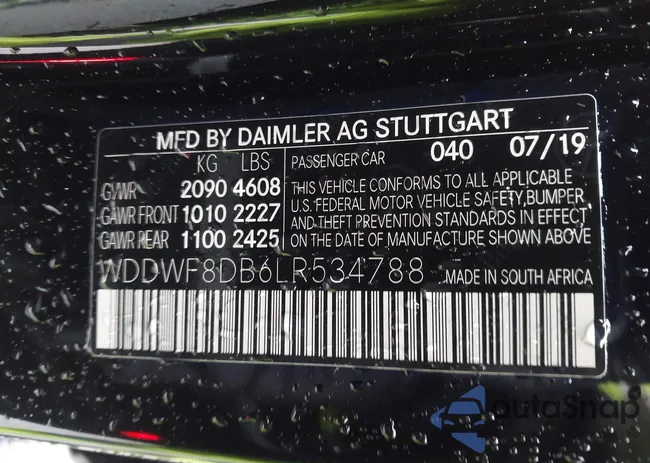 MFD BY DAIMLER AG STUTTGART
KG LBS PASSENGER CAR 040 07/19
GVWR 2090 4608 THIS VEHICLE CONFORMS TO ALL APPLICABLE
GAWR FRONT 1010 2227 U.S. FEDERAL MOTOR VEHICLE SAFETY, BUMPER,
GAWR REAR 1100 2425 AND THEFT PREVENTION STANDARDS IN EFFECT
ON THE DATE OF MANUFACTURE SHOWN ABOVE
WDDWF8DB6LR534788 MADE IN SOUTH AFRICA
autoSnap